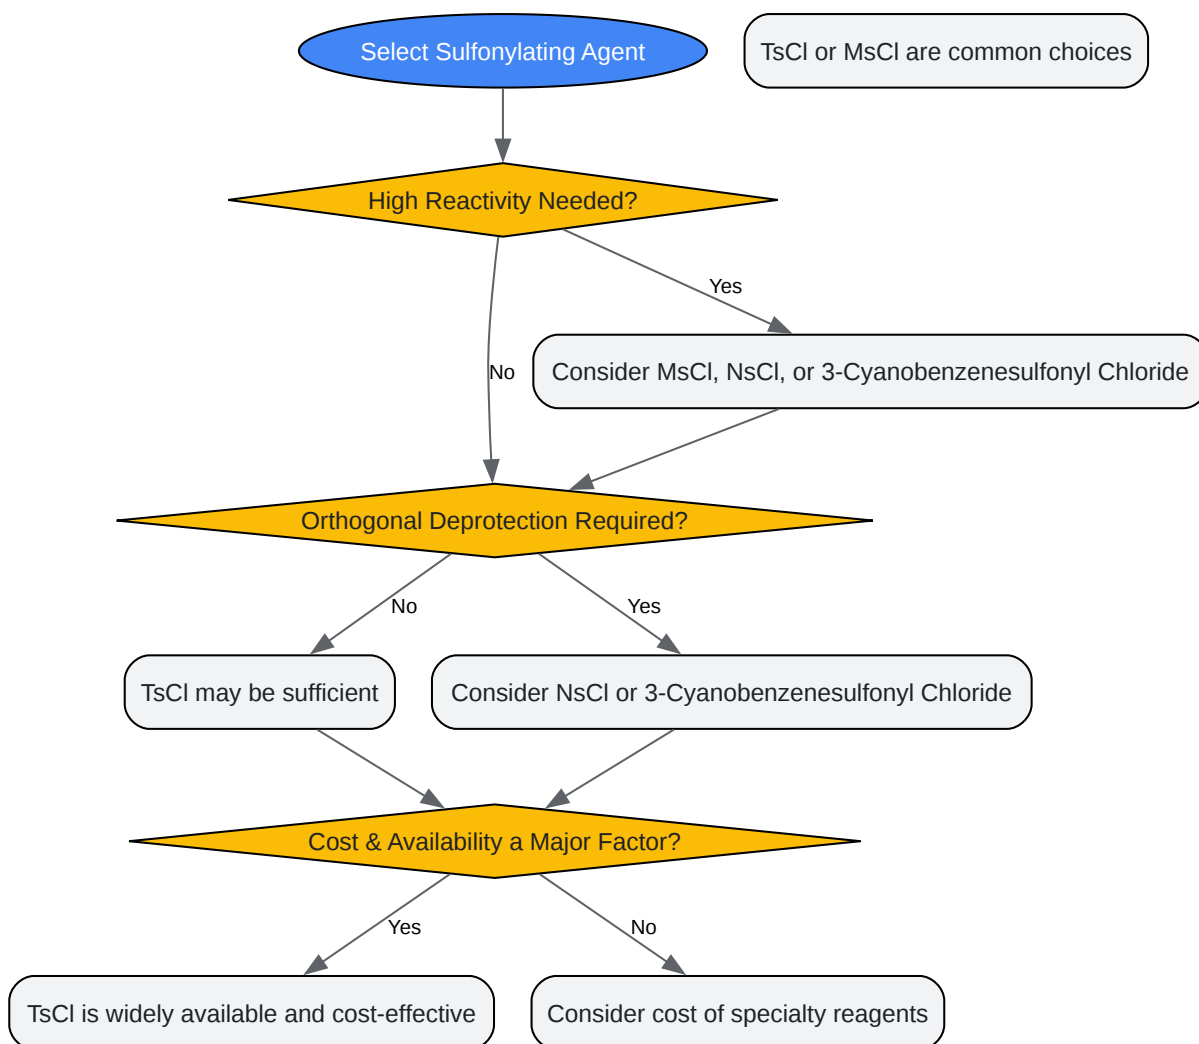 Select Sulfonylating Agent
TsCl or MsCl are common choices
High Reactivity Needed?
Yes
No
Consider MsCl, NsCl, or 3-Cyanobenzenesulfonyl Chloride
Orthogonal Deprotection Required?
No
Yes
TsCl may be sufficient
Consider NsCl or 3-Cyanobenzenesulfonyl Chloride
Cost & Availability a Major Factor?
Yes
No
TsCl is widely available and cost-effective
Consider cost of specialty reagents